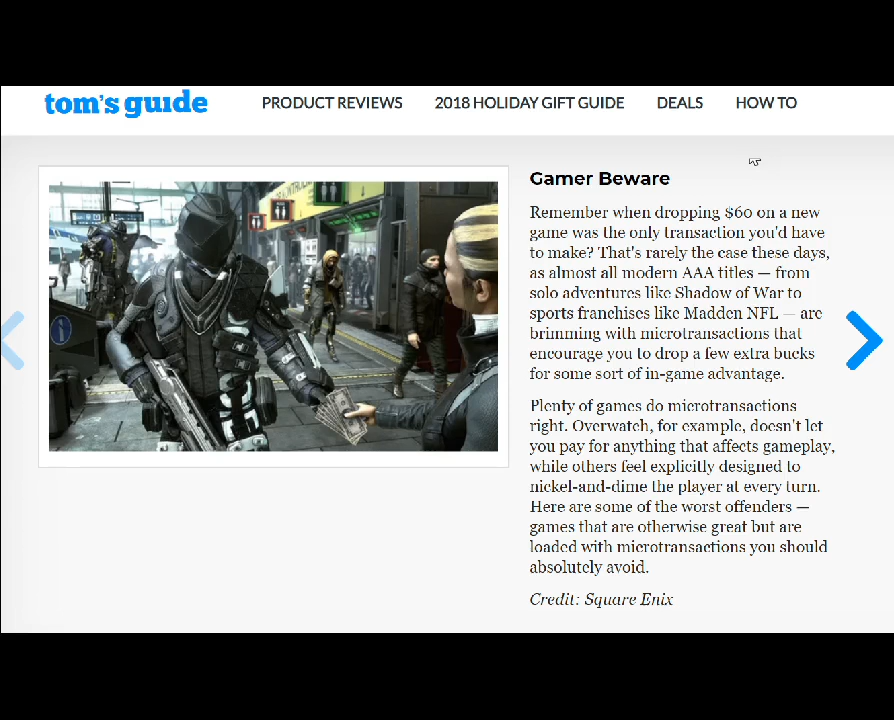 tom's guide
PRODUCT REVIEWS
2018 HOLIDAY GIFT GUIDE
DEALS
HOW TO
Gamer Beware
Remember when dropping $60 on a new
game was the only transaction you'd have
to make? That's rarely the case these days,
as almost all modern AAA titles — from
solo adventures like Shadow of War to
sports franchises like Madden NFL — are
brimming with microtransactions that
encourage you to drop a few extra bucks
for some sort of in-game advantage.
Plenty of games do microtransactions
right. Overwatch, for example, doesn't let
you pay for anything that affects gameplay,
while others feel explicitly designed to
nickel-and-dime the player at every turn.
Here are some of the worst offenders —
games that are otherwise great but are
loaded with microtransactions you should
absolutely avoid.
Credit: Square Enix